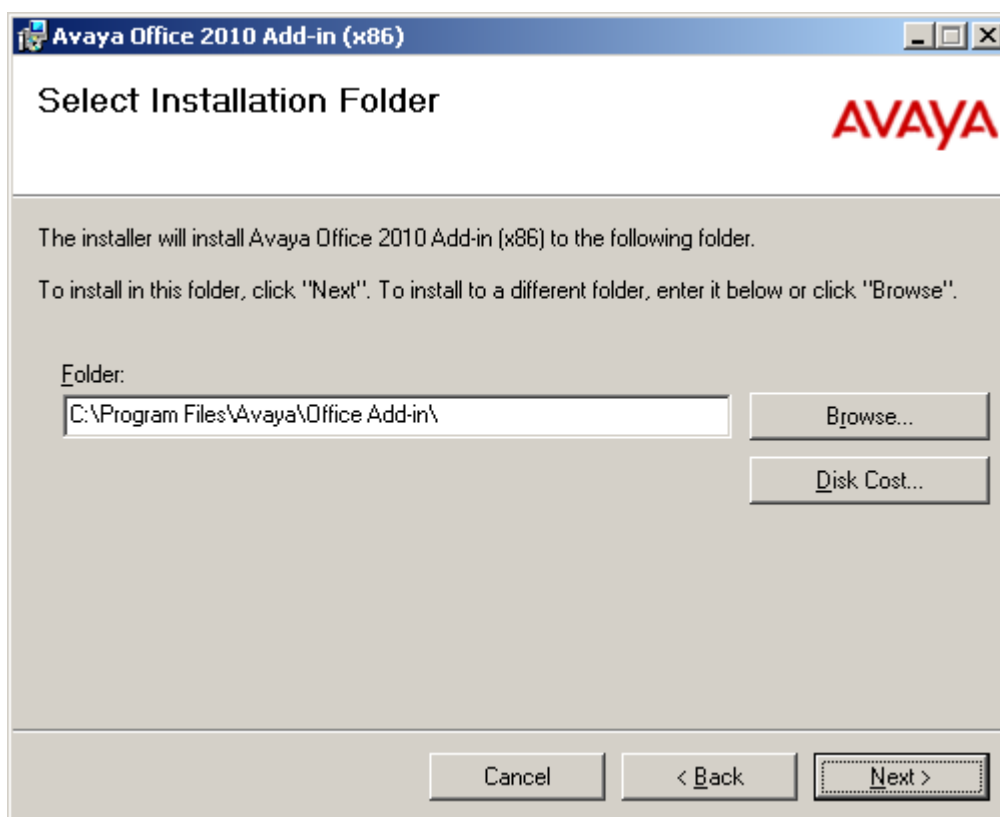 Avaya Office 2010 Add-in (x86)
Select Installation Folder
AVAYA
The installer will install Avaya Office 2010 Add-in (x86) to the following folder.
To install in this folder, click "Next". To install to a different folder, enter it below or click "Browse".
Folder:
C:\Program Files\Avaya\Office Add-in\
Browse...
Disk Cost...
Cancel
< Back
Next >